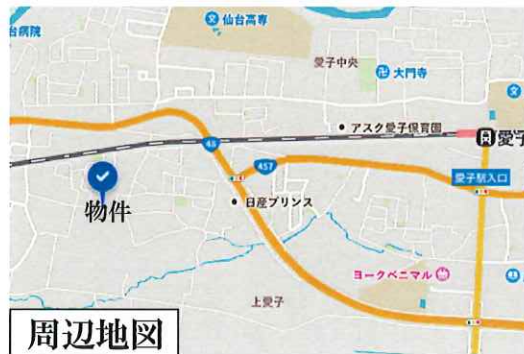 台病院
仙台高専
愛子中央
大門寺
アスク愛子保育園
愛子
48
457
愛子駅入口
物件
日産プリンス
ヨークベニマル
上愛子
周辺地図